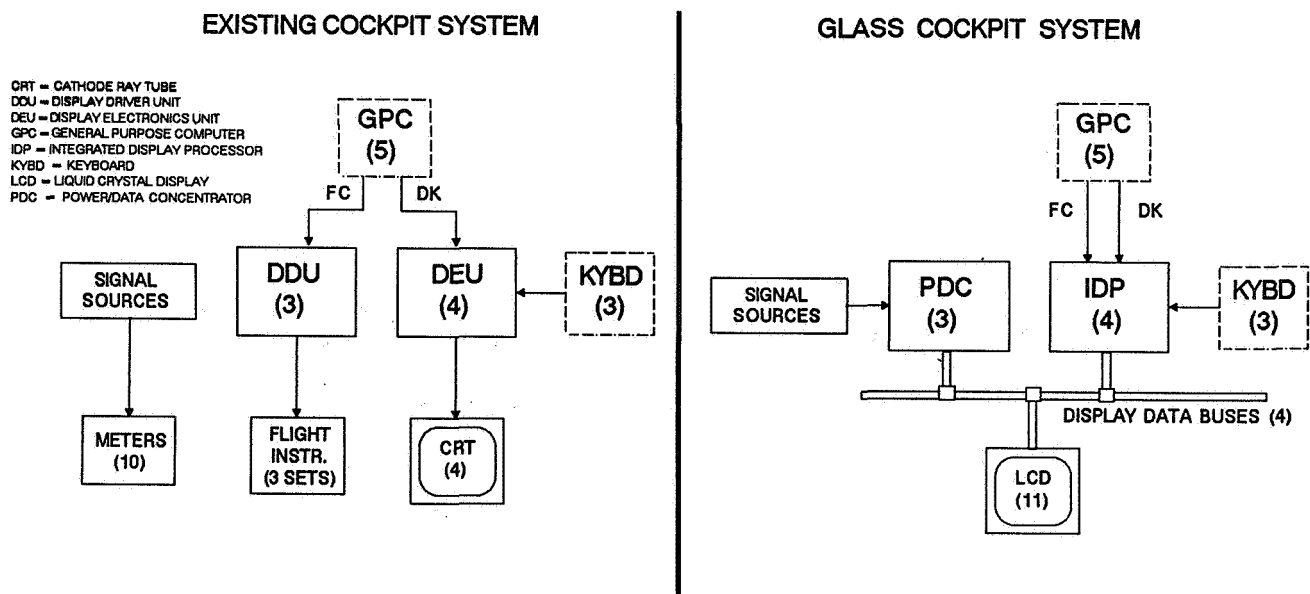 EXISTING COCKPIT SYSTEM
CRT = CATHODE RAY TUBE
DDU = DISPLAY DRIVER UNIT
DEU = DISPLAY ELECTRONICS UNIT
GPC = GENERAL PURPOSE COMPUTER
IDP = INTEGRATED DISPLAY PROCESSOR
KYBD = KEYBOARD
LCD = LIQUID CRYSTAL DISPLAY
PDC = POWER/DATA CONCENTRATOR
GPC
(5)
FC
DK
SIGNAL
SOURCES
DDU
(3)
DEU
(4)
KYBD
(3)
METERS
(10)
FLIGHT
INSTR.
(3 SETS)
CRT
(4)
GLASS COCKPIT SYSTEM
GPC
(5)
FC
DK
SIGNAL
SOURCES
PDC
(3)
IDP
(4)
KYBD
(3)
DISPLAY DATA BUSES (4)
LCD
(11)